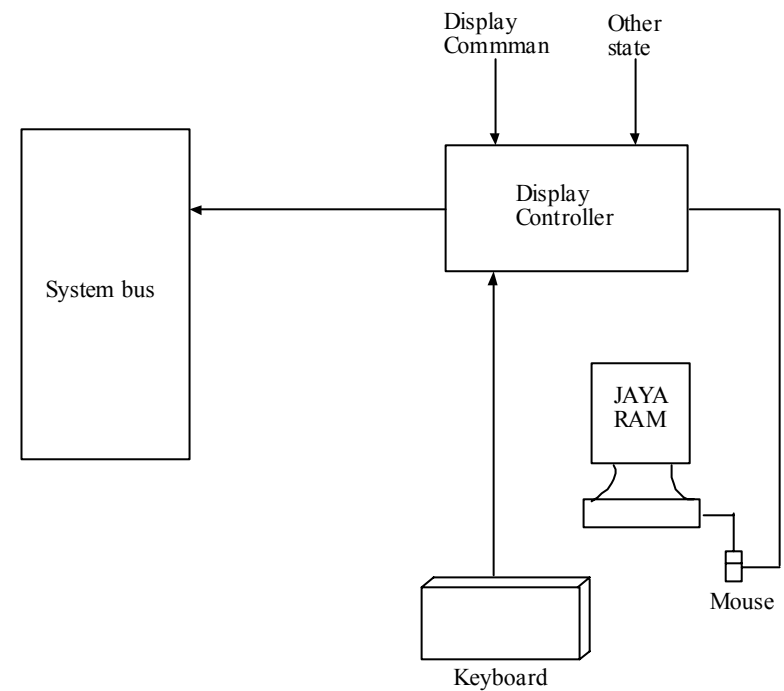 Display
Commman
Other
state
Display
Controller
System bus
JAYA
RAM
Mouse
Keyboard